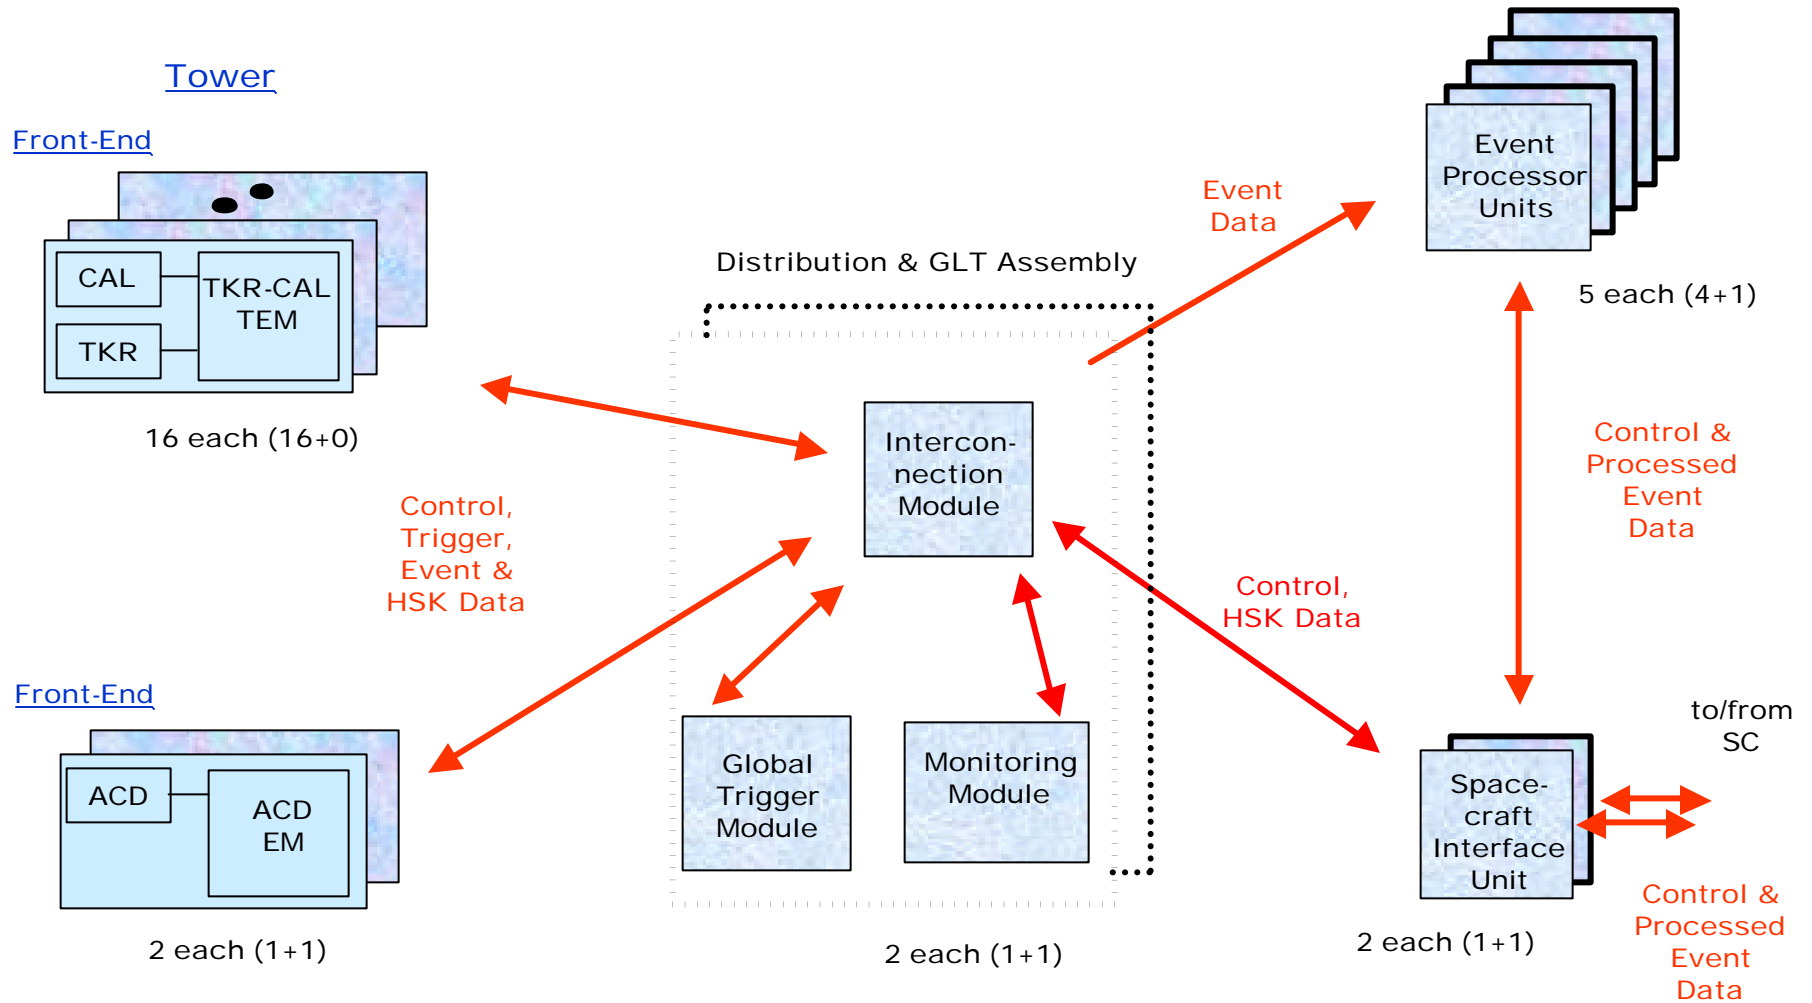 Tower
Front-End
CAL
TKR
TKR-CAL
TEM
16 each (16+0)
Control,
Trigger,
Event &
HSK Data
Front-End
ACD
ACD
EM
2 each (1+1)
Distribution & GLT Assembly
Intercon-
nection
Module
Global
Trigger
Module
Monitoring
Module
2 each (1+1)
Event
Data
Event
Processor
Units
5 each (4+1)
Control &
Processed
Event
Data
Control,
HSK Data
to/from
SC
Space-
craft
Interface
Unit
2 each (1+1)
Control &
Processed
Event
Data